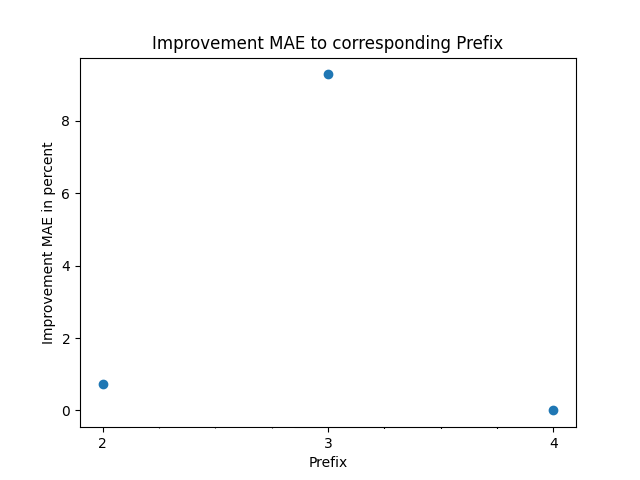 Improvement MAE to corresponding Prefix
Improvement MAE in percent
8
6
4
2
0
2 3 4
Prefix